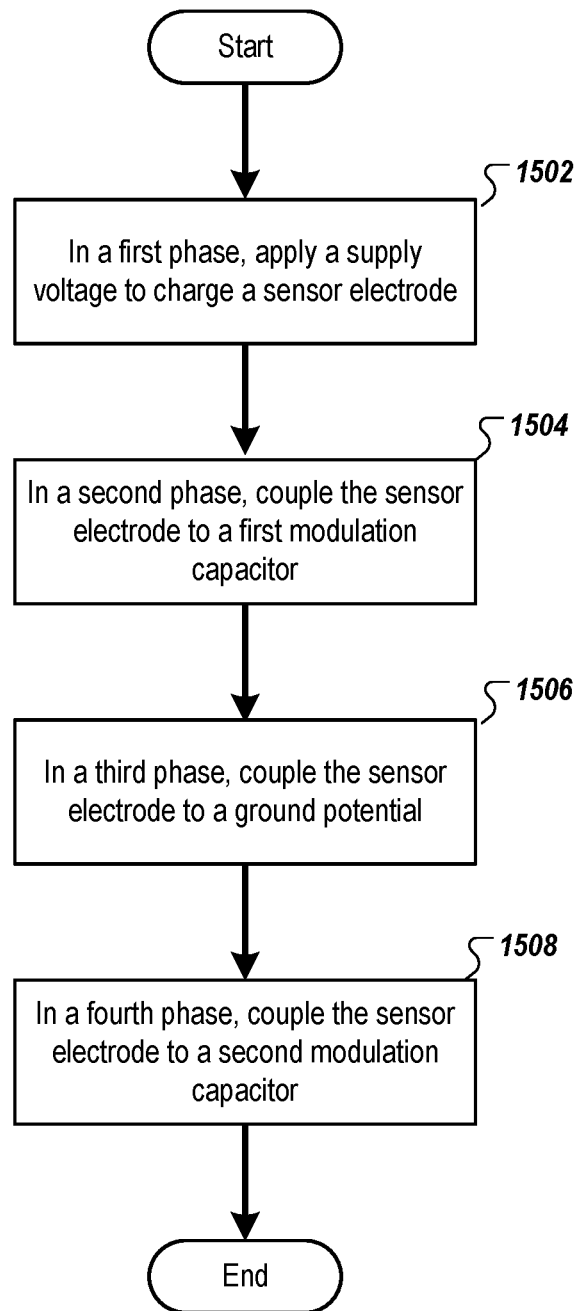 Start
1502
In a first phase, apply a supply
voltage to charge a sensor electrode
1504
In a second phase, couple the sensor
electrode to a first modulation
capacitor
1506
In a third phase, couple the sensor
electrode to a ground potential
1508
In a fourth phase, couple the sensor
electrode to a second modulation
capacitor
End